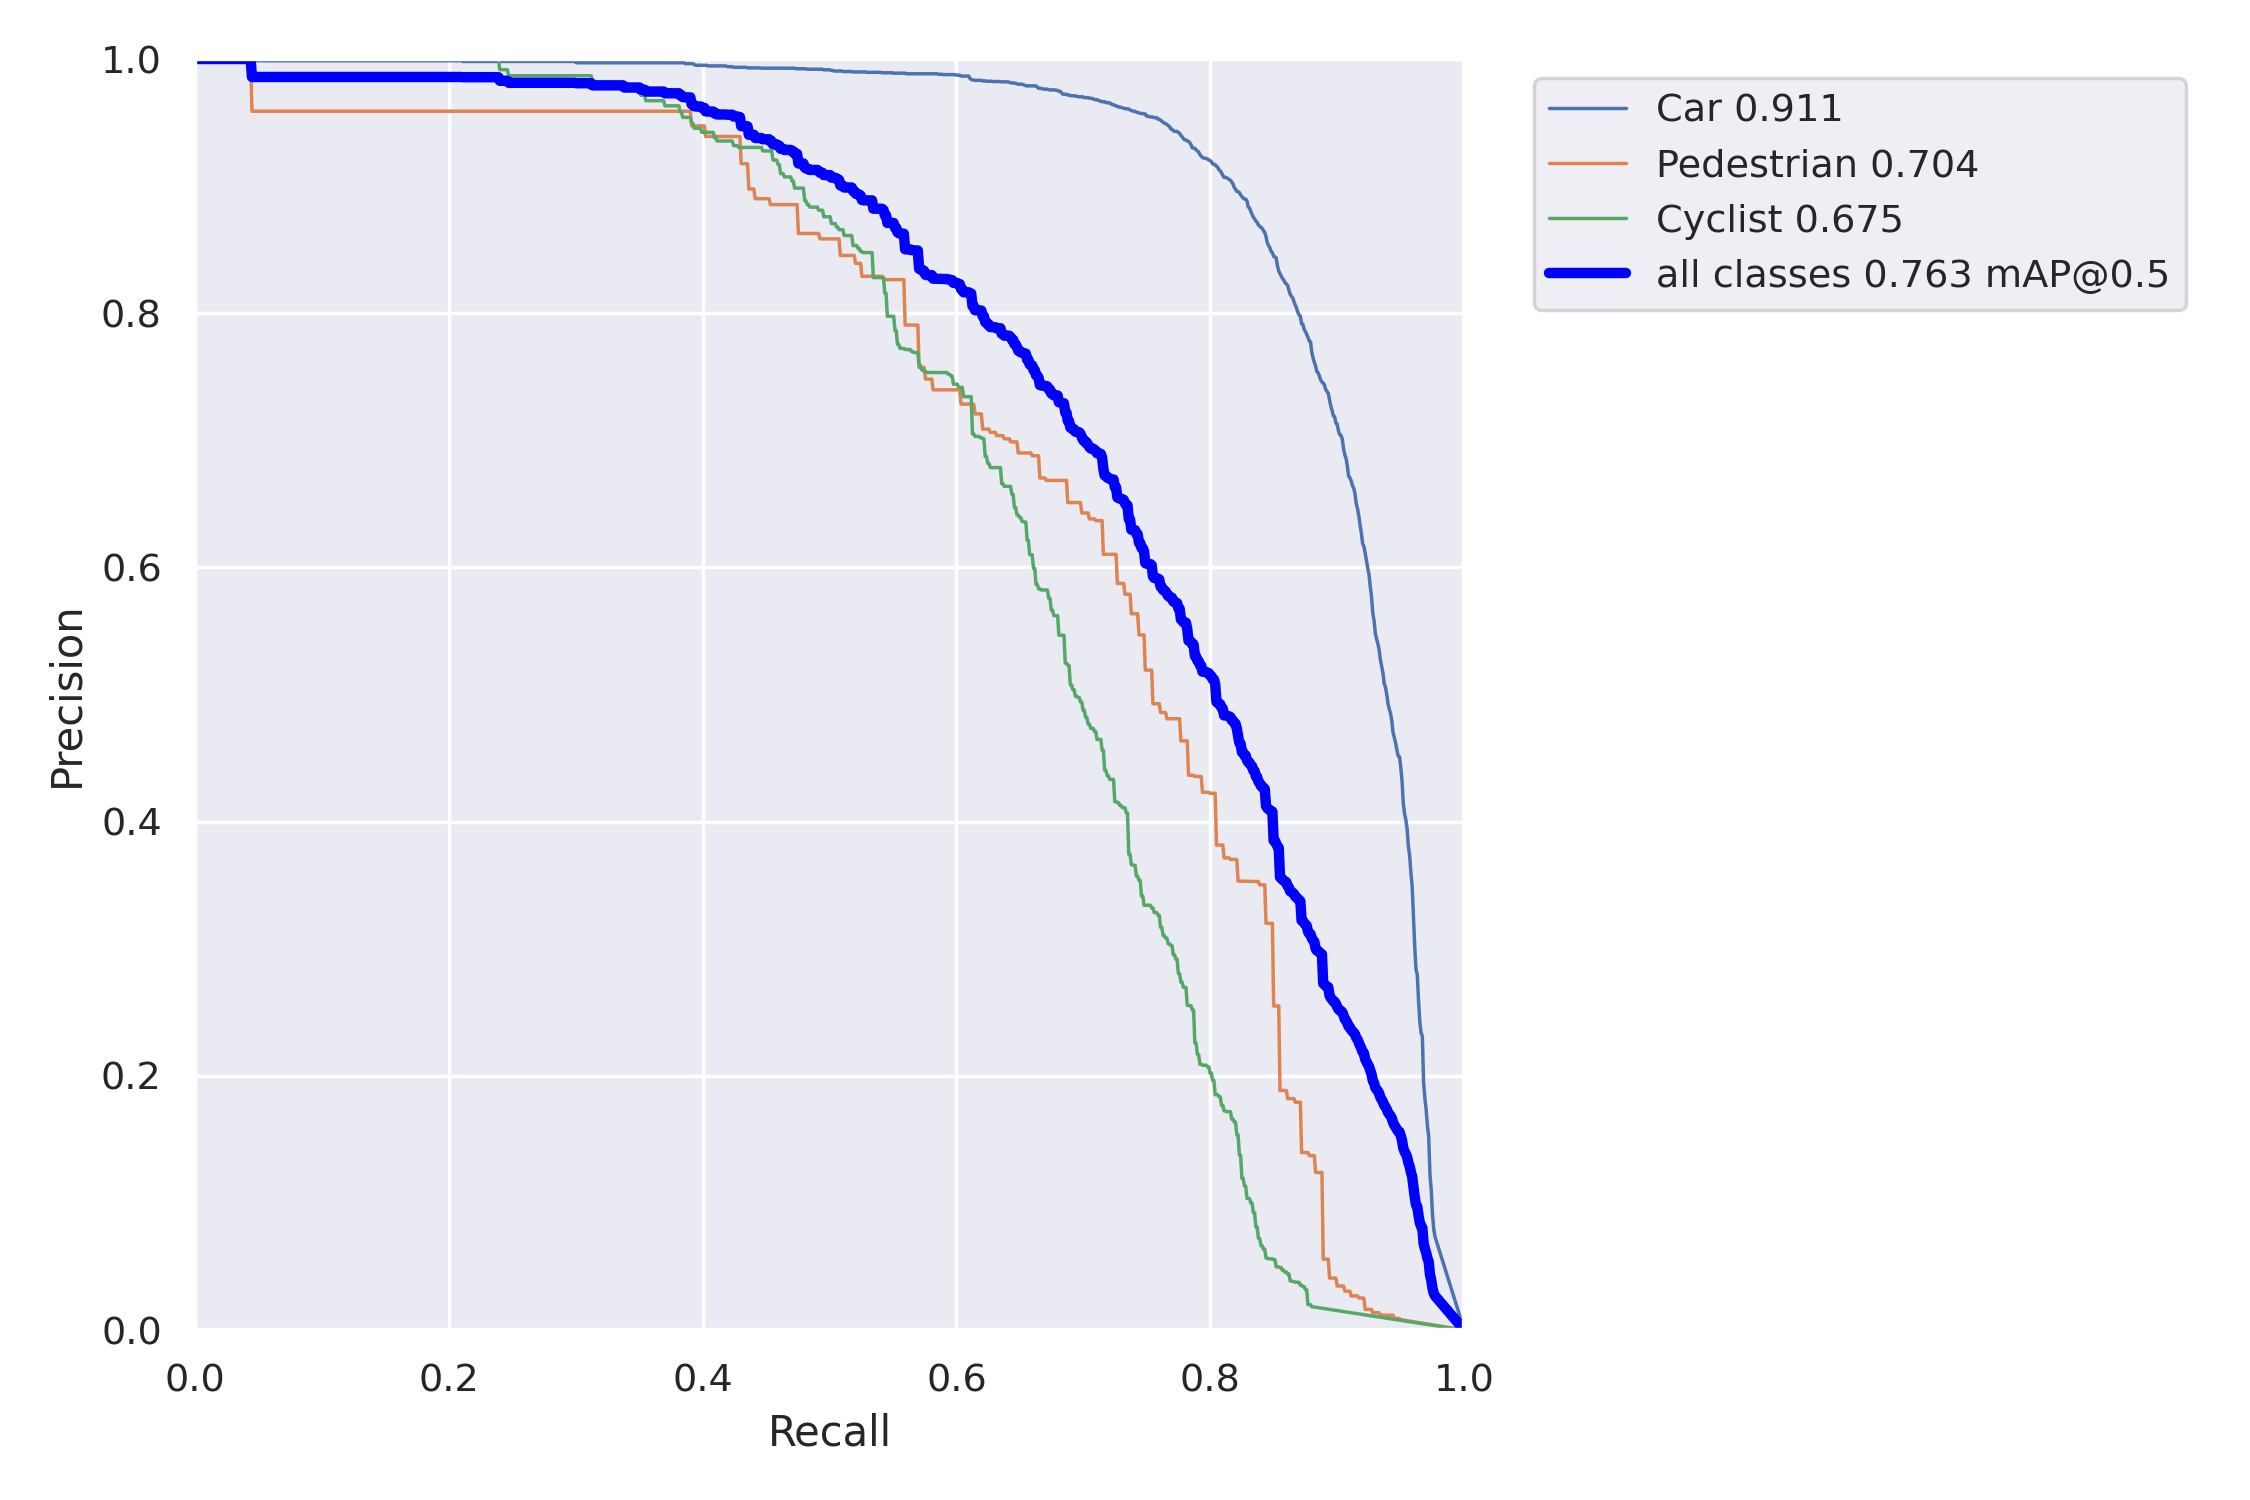 1.0
0.8
0.6
0.4
0.2
0.0
Precision
0.0 0.2 0.4 0.6 0.8 1.0
Recall
Car 0.911
Pedestrian 0.704
Cyclist 0.675
all classes 0.763 mAP@0.5